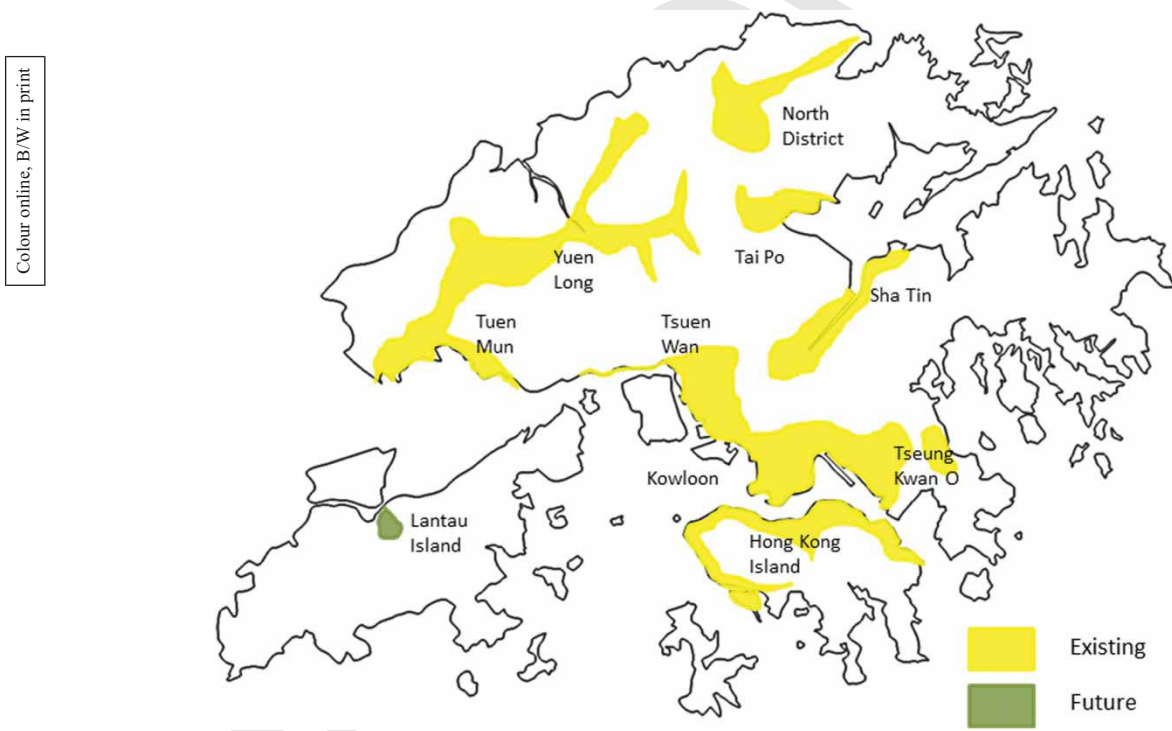 Colour online, B/W in print
North
District
Yuen
Long
Tai Po
Sha Tin
Tuen
Mun
Tsuen
Wan
Tseung
Kwan O
Kowloon
Lantau
Island
Hong Kong
Island
Existing
Future